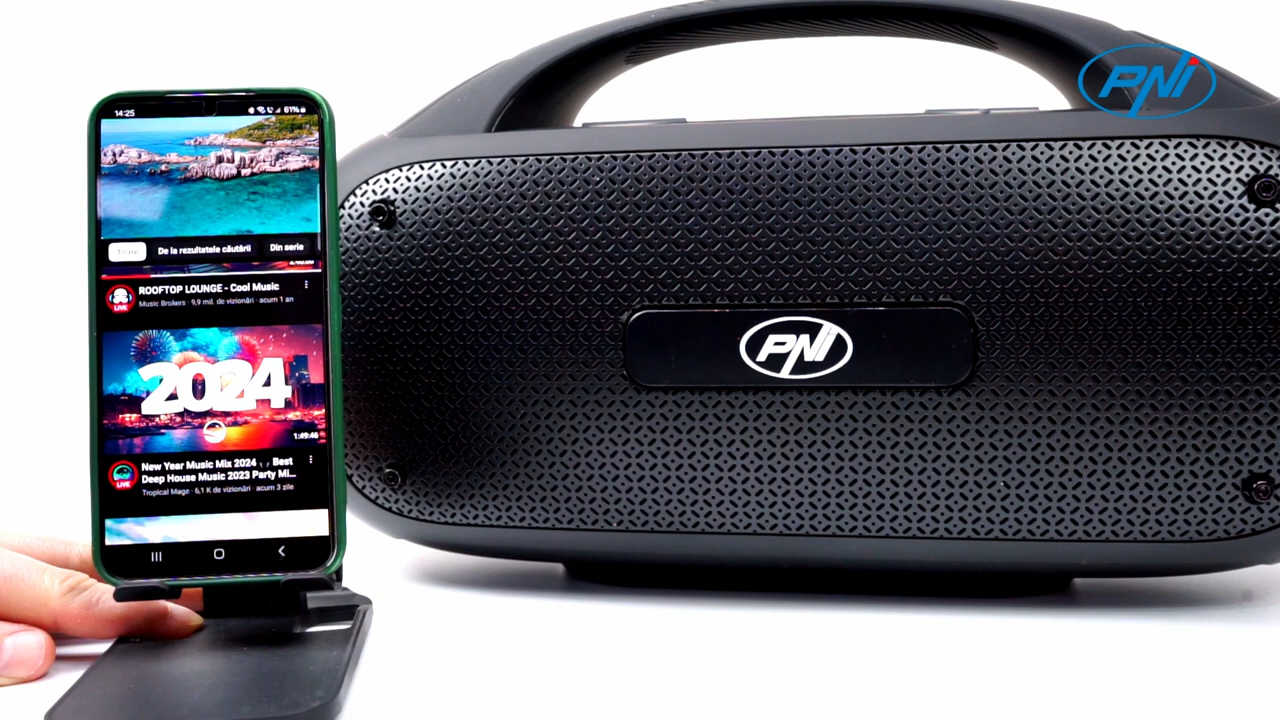 PNI
14:25
61%
Toate
De la rezultatele căutării
Din serie
ROOFTOP LOUNGE - Cool Music
Music Brokers · 9,9 mil. de vizionări · acum 1 an
LIVE
2024
1:49:46
New Year Music Mix 2024 Best
Deep House Music 2023 Party Mi...
Tropical Mage · 6,1 K de vizionări · acum 3 zile
LIVE
PNI